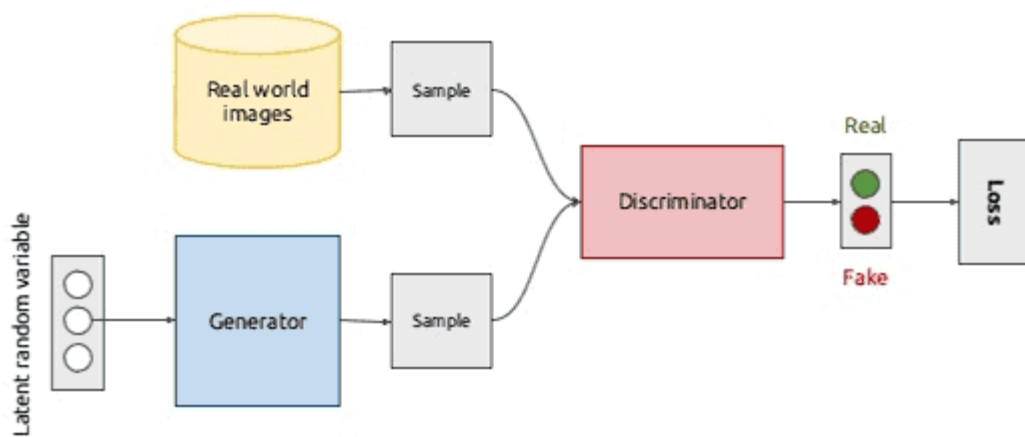 Real world
images
Sample
Real
Discriminator
Loss
Fake
Latent random variable
Generator
Sample